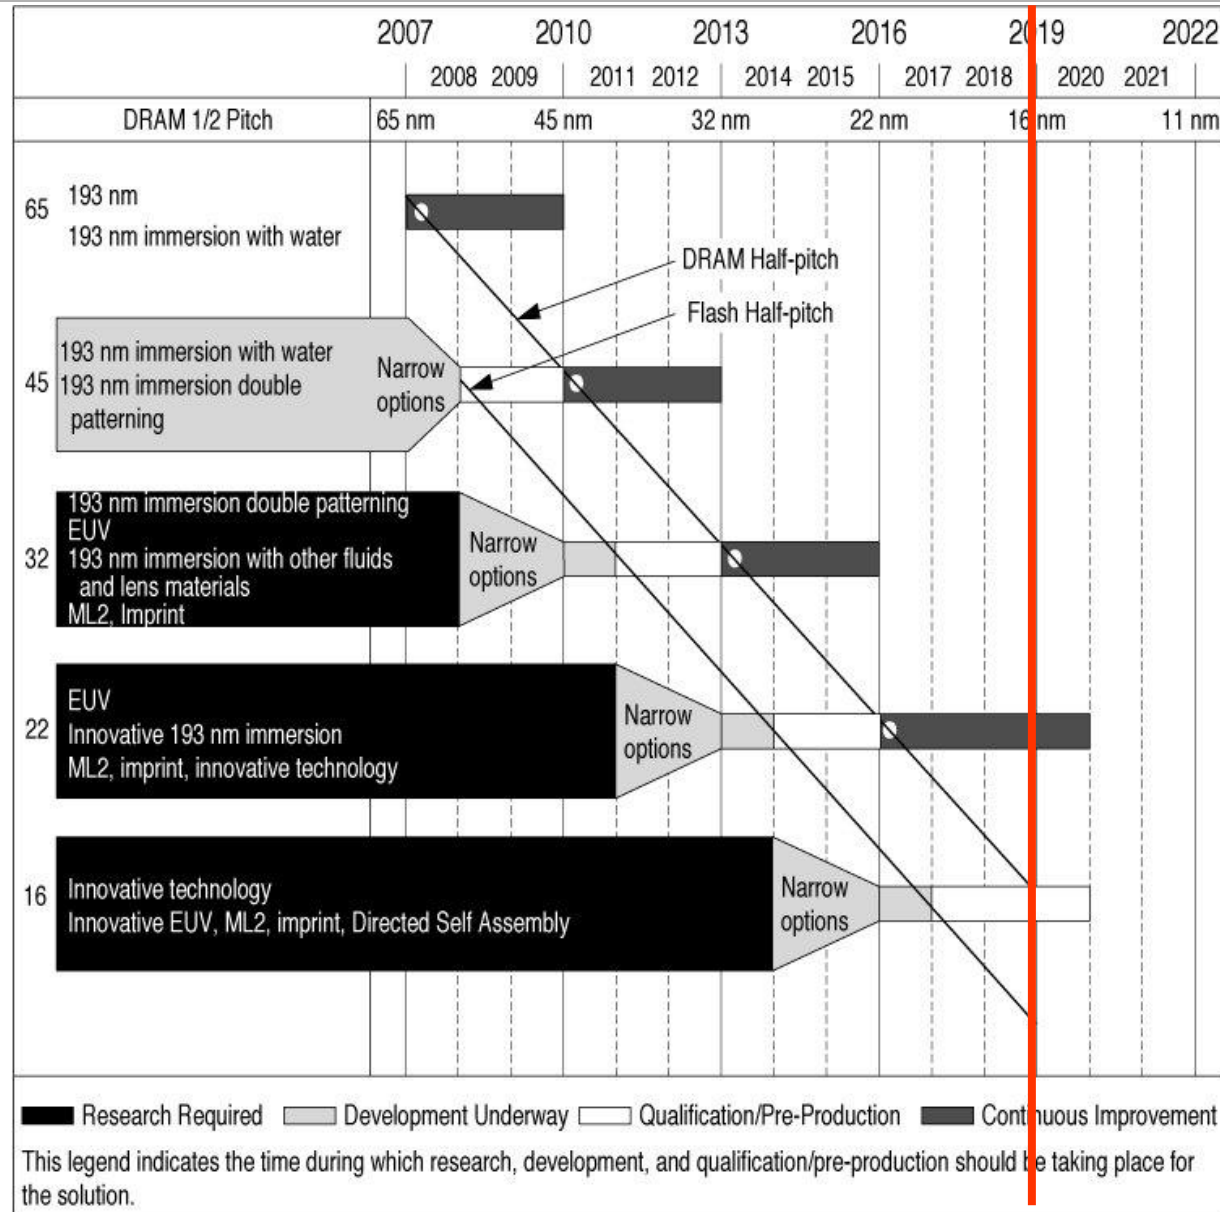 2007 2010 2013 2016 2019 2022
2008 2009 2011 2012 2014 2015 2017 2018 2020 2021
DRAM 1/2 Pitch 65 nm 45 nm 32 nm 22 nm 16 nm 11 nm
65 193 nm
193 nm immersion with water
DRAM Half-pitch
Flash Half-pitch
45 193 nm immersion with water
193 nm immersion double
patterning
Narrow
options
32 193 nm immersion double patterning
EUV
193 nm immersion with other fluids
and lens materials
ML2, Imprint
Narrow
options
22 EUV
Innovative 193 nm immersion
ML2, imprint, innovative technology
Narrow
options
16 Innovative technology
Innovative EUV, ML2, imprint, Directed Self Assembly
Narrow
options
Research Required Development Underway Qualification/Pre-Production Continuous Improvement
This legend indicates the time during which research, development, and qualification/pre-production should be taking place for
the solution.